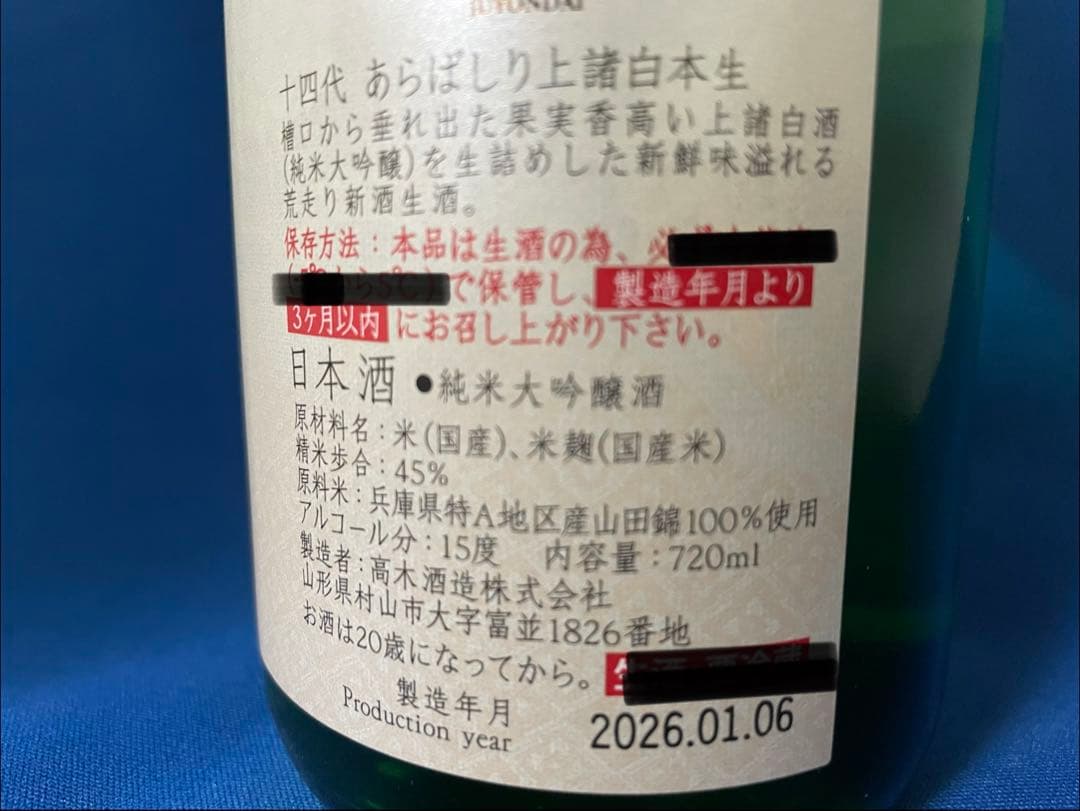 JUYONDAI
十四代 あらばしり上諸白本生
槽口から垂れ出た果実香高い上諸白酒
(純米大吟醸)を生詰めした新鮮味溢れる
荒走り新酒生酒。
保存方法：本品は生酒の為、必
から5℃)で保管し、製造年月より
3ヶ月以内にお召し上がり下さい。
日本酒 ●純米大吟醸酒
原材料名：米(国産)、米麹(国産米)
精米歩合：45%
原料米：兵庫県特A地区産山田錦100%使用
アルコール分：15度 内容量：720ml
製造者：高木酒造株式会社
山形県村山市大字富並1826番地
お酒は20歳になってから。
製造年月
Production year
2026.01.06